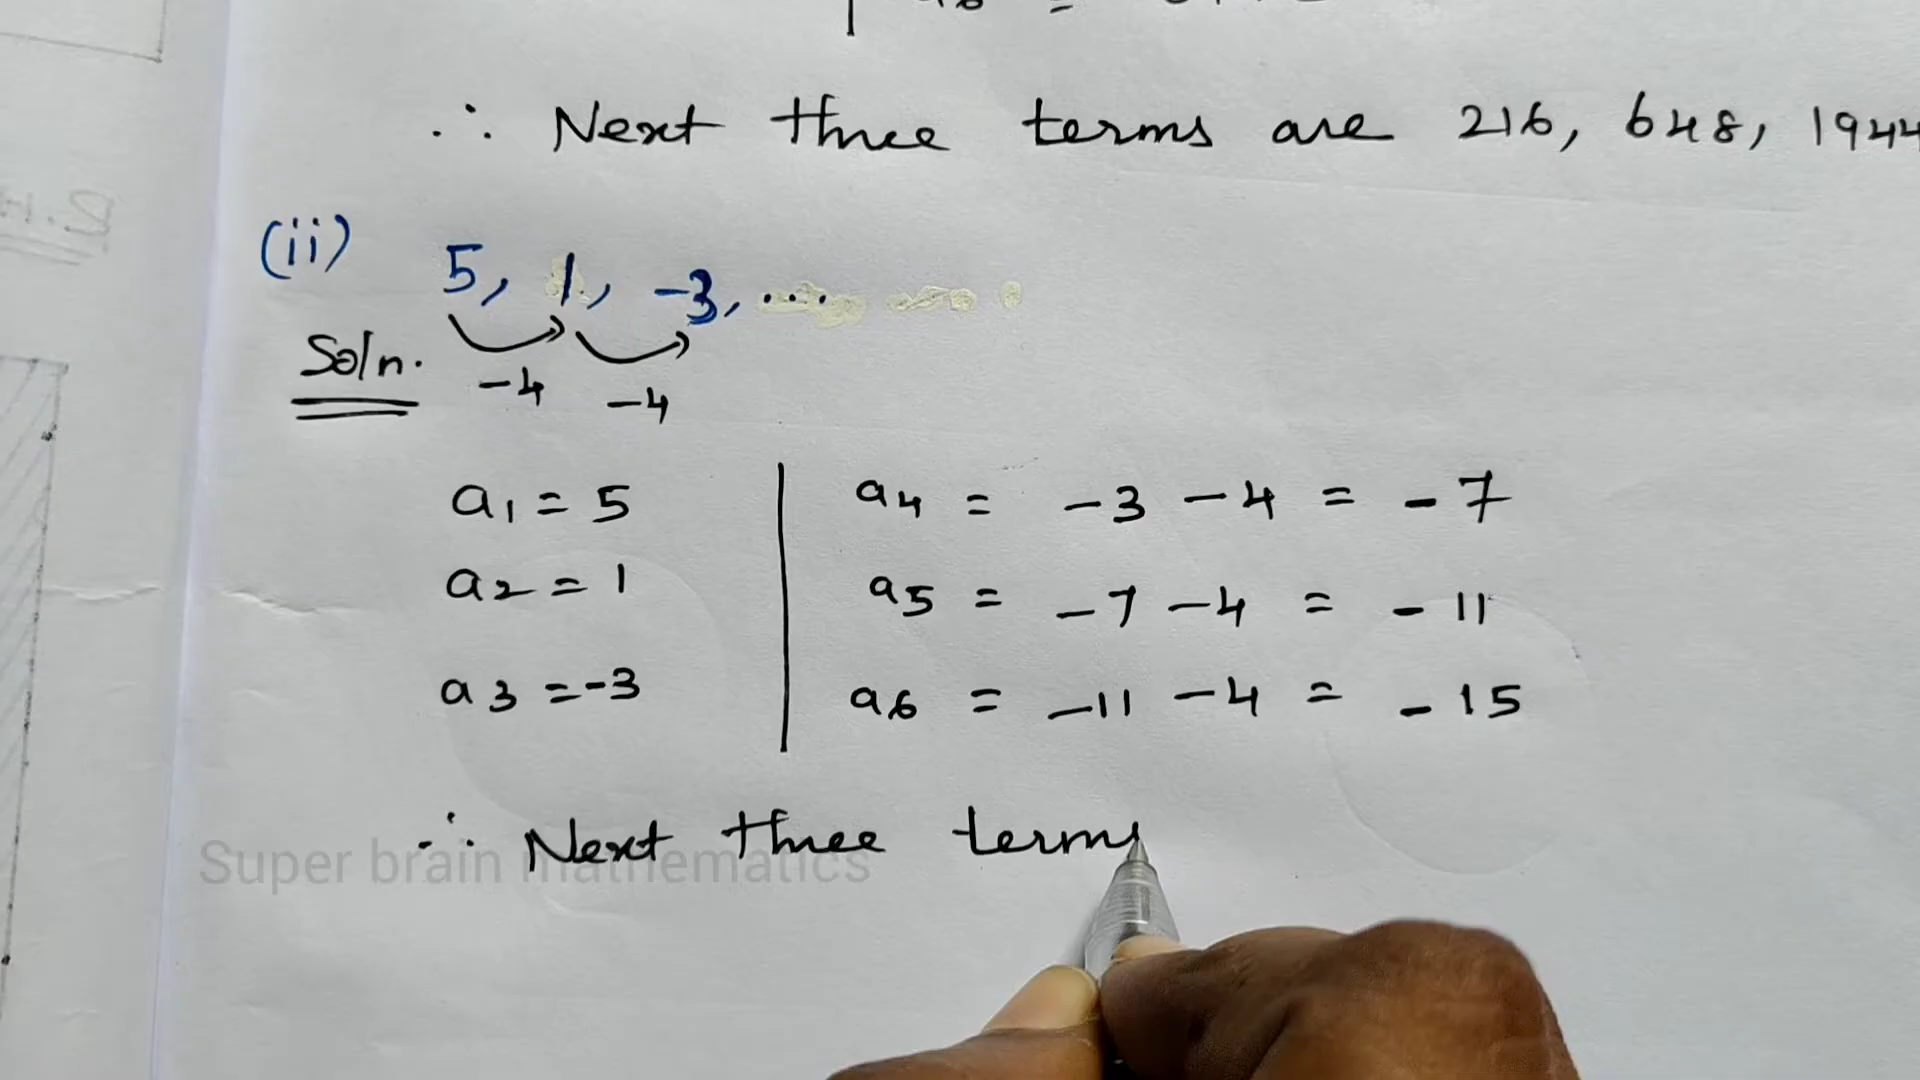 ∴ Next three terms are 216, 648, 1944
(ii) 5, 1, -3, ...
Soln. -4 -4
a1 = 5
a2 = 1
a3 = -3
a4 = -3 -4 = -7
a5 = -7 -4 = -11
a6 = -11 -4 = -15
∴ Next three terms
Super brain mathematics